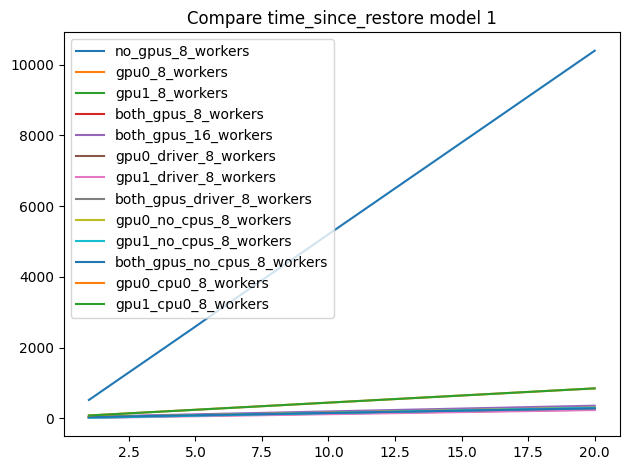 Compare time_since_restore model 1
no_gpus_8_workers
gpu0_8_workers
gpu1_8_workers
both_gpus_8_workers
both_gpus_16_workers
gpu0_driver_8_workers
gpu1_driver_8_workers
both_gpus_driver_8_workers
gpu0_no_cpus_8_workers
gpu1_no_cpus_8_workers
both_gpus_no_cpus_8_workers
gpu0_cpu0_8_workers
gpu1_cpu0_8_workers
10000
8000
6000
4000
2000
0
2.5 5.0 7.5 10.0 12.5 15.0 17.5 20.0